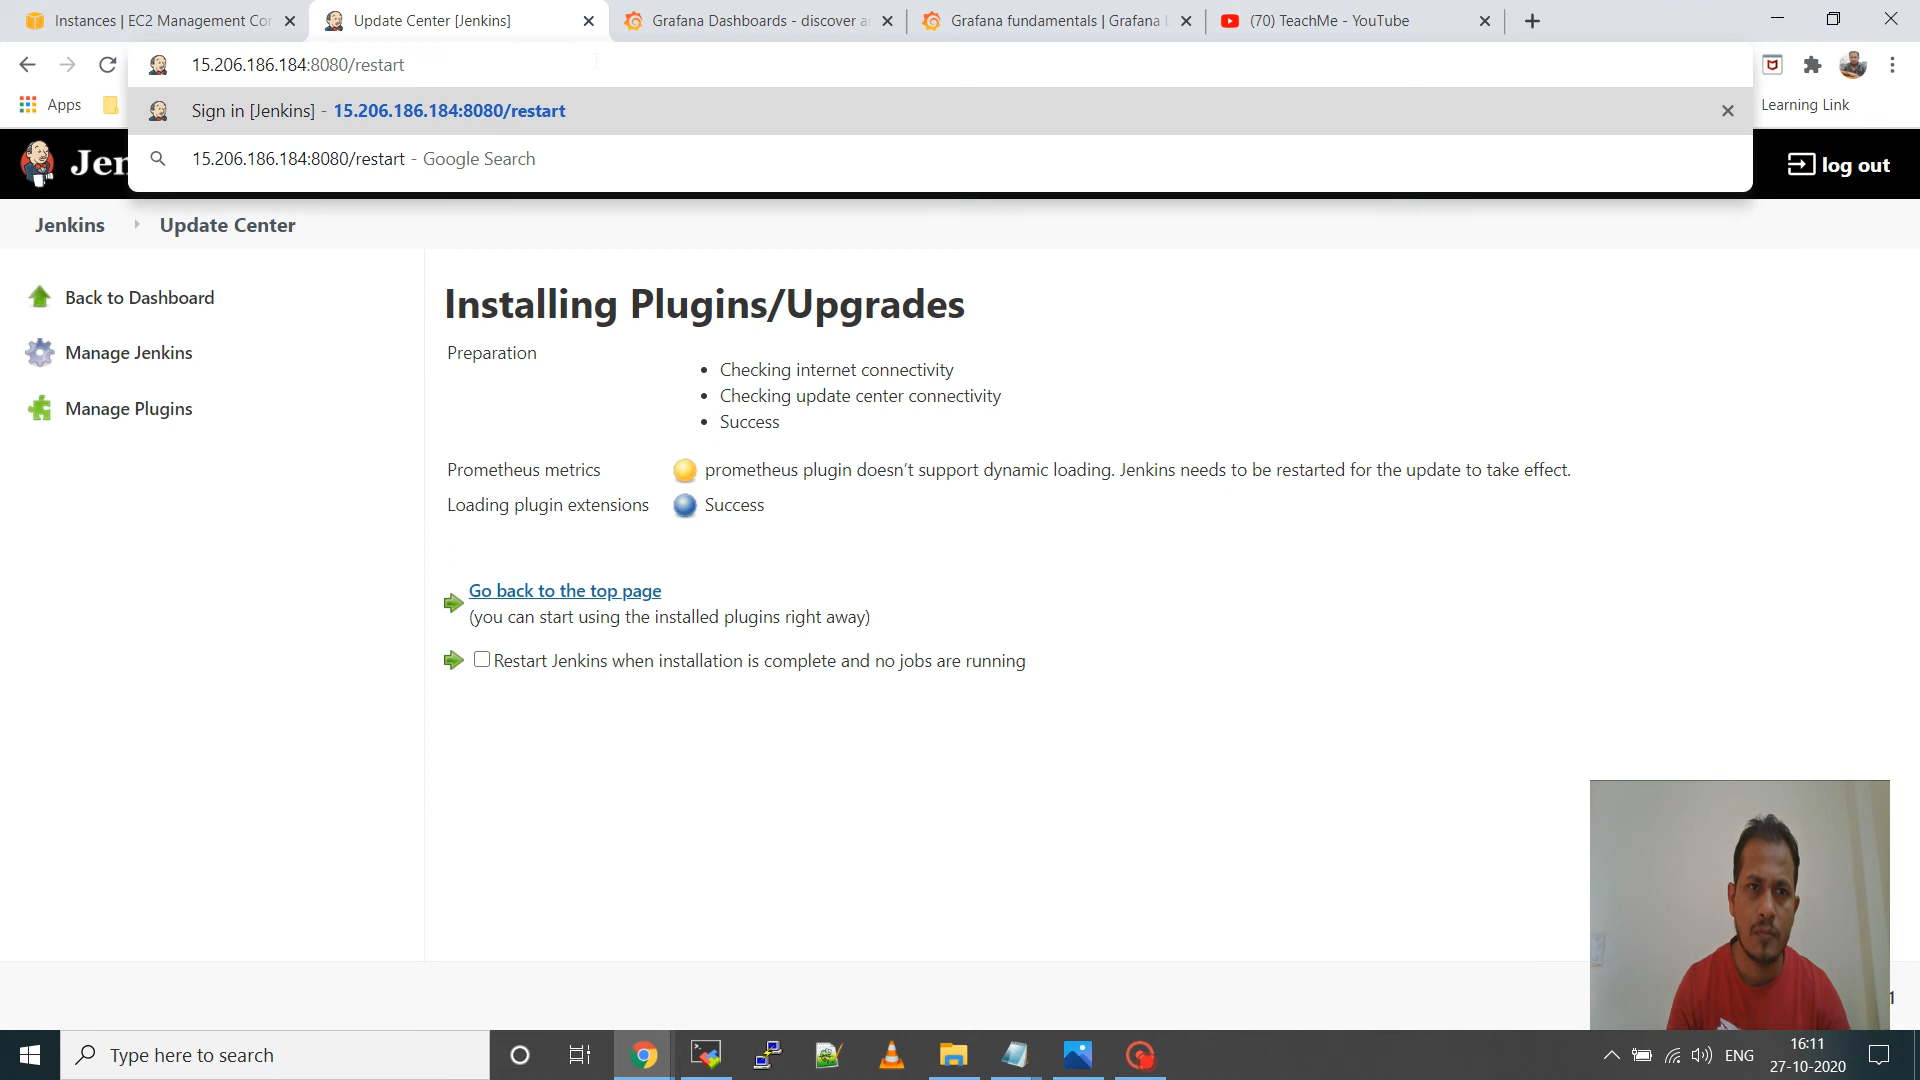 Instances | EC2 Management Con
Update Center [Jenkins]
Grafana Dashboards - discover a
Grafana fundamentals | Grafana L
(70) TeachMe - YouTube
15.206.186.184:8080/restart
Apps
Sign in [Jenkins] - 15.206.186.184:8080/restart
Learning Link
15.206.186.184:8080/restart - Google Search
Jen
log out
Jenkins
Update Center
Back to Dashboard
Manage Jenkins
Manage Plugins
Installing Plugins/Upgrades
Preparation
Checking internet connectivity
Checking update center connectivity
Success
Prometheus metrics
prometheus plugin doesn't support dynamic loading. Jenkins needs to be restarted for the update to take effect.
Loading plugin extensions
Success
Go back to the top page
(you can start using the installed plugins right away)
Restart Jenkins when installation is complete and no jobs are running
1
Type here to search
ENG
16:11
27-10-2020